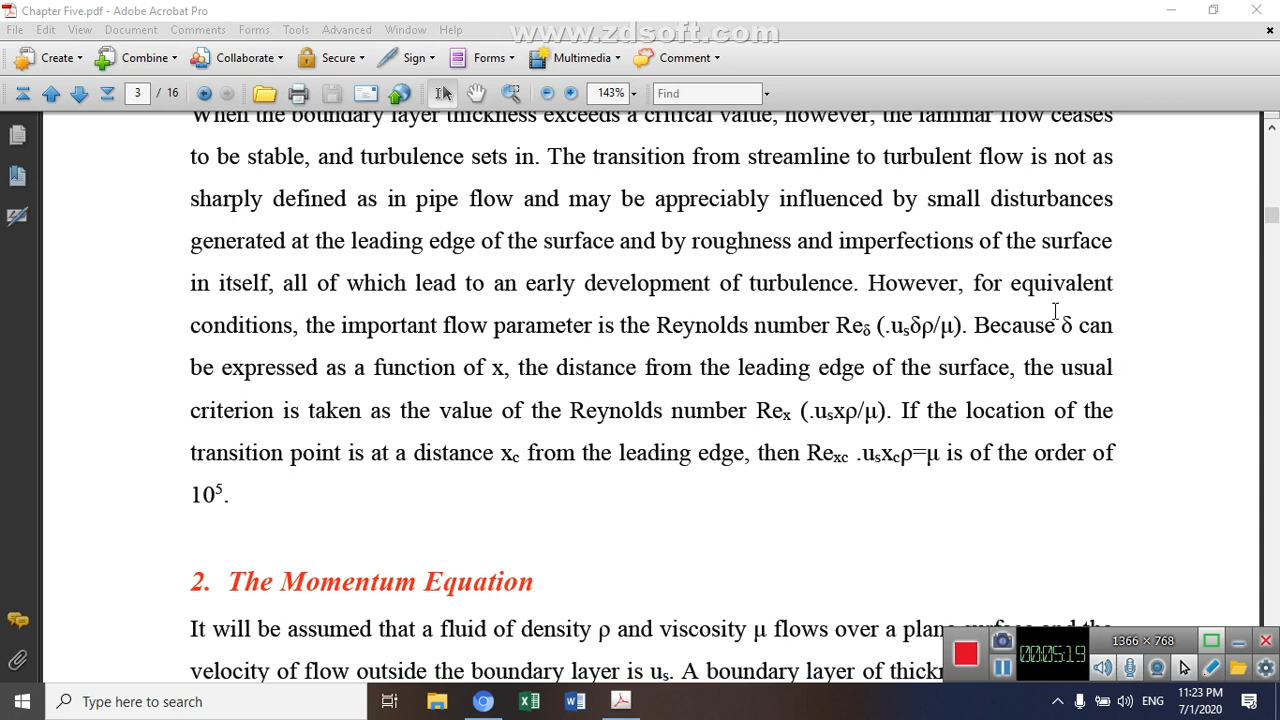 Chapter Five.pdf - Adobe Acrobat Pro
File Edit View Document Comments Forms Tools Advanced Window Help
www.zdsoft.com
Create Combine Collaborate Secure Sign Forms Multimedia Comment
3 / 16 143% Find
When the boundary layer thickness exceeds a critical value, however, the laminar flow ceases
to be stable, and turbulence sets in. The transition from streamline to turbulent flow is not as
sharply defined as in pipe flow and may be appreciably influenced by small disturbances
generated at the leading edge of the surface and by roughness and imperfections of the surface
in itself, all of which lead to an early development of turbulence. However, for equivalent
conditions, the important flow parameter is the Reynolds number Reδ (.usδρ/μ). Because δ can
be expressed as a function of x, the distance from the leading edge of the surface, the usual
criterion is taken as the value of the Reynolds number Rex (.usxρ/μ). If the location of the
transition point is at a distance xc from the leading edge, then Rexc .usxcρ=μ is of the order of
10⁵.
2. The Momentum Equation
It will be assumed that a fluid of density ρ and viscosity μ flows over a plane surface and the
velocity of flow outside the boundary layer is us. A boundary layer of
00:05:19
1366 × 768
Type here to search
ENG
11:23 PM
7/1/2020